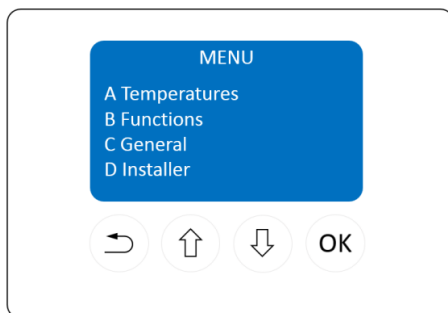 MENU
A Temperatures
B Functions
C General
D Installer
OK